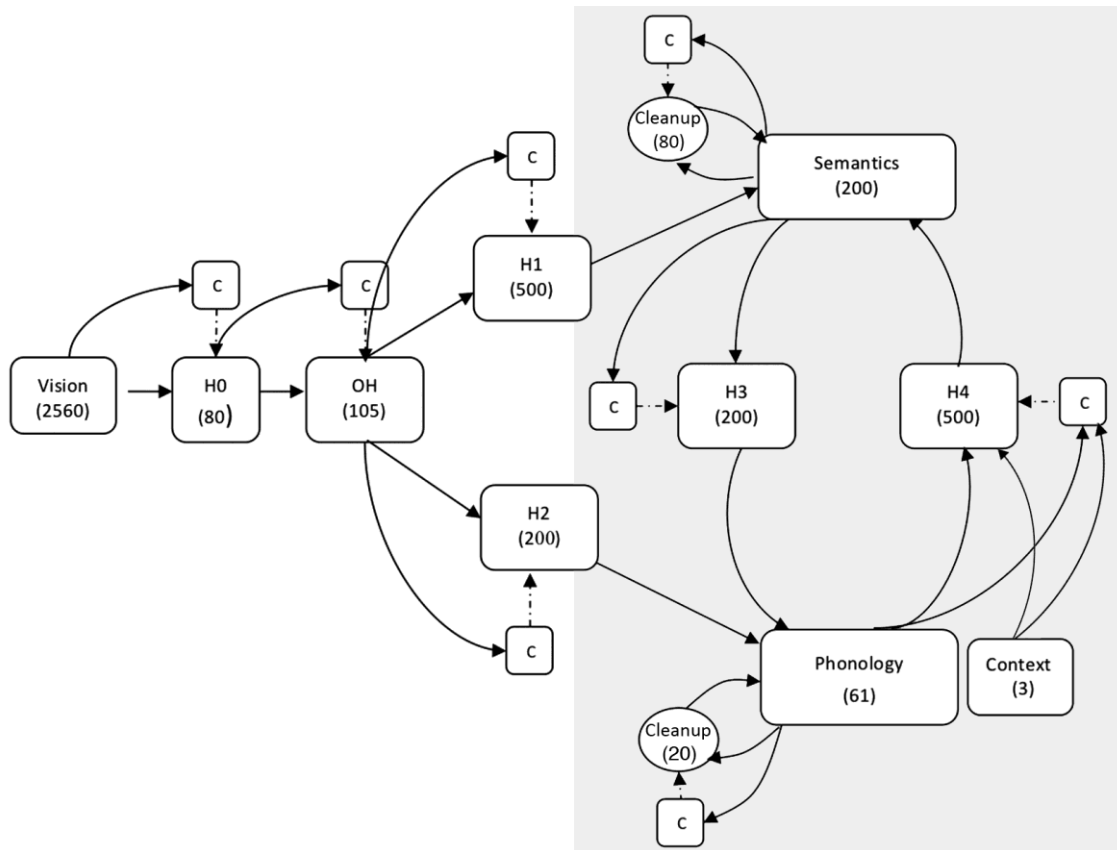 C
Cleanup
(80)
Semantics
(200)
C
H1
(500)
C
C
Vision
(2560)
H0
(80)
OH
(105)
C
H3
(200)
H4
(500)
C
H2
(200)
C
Phonology
(61)
Context
(3)
Cleanup
(20)
C